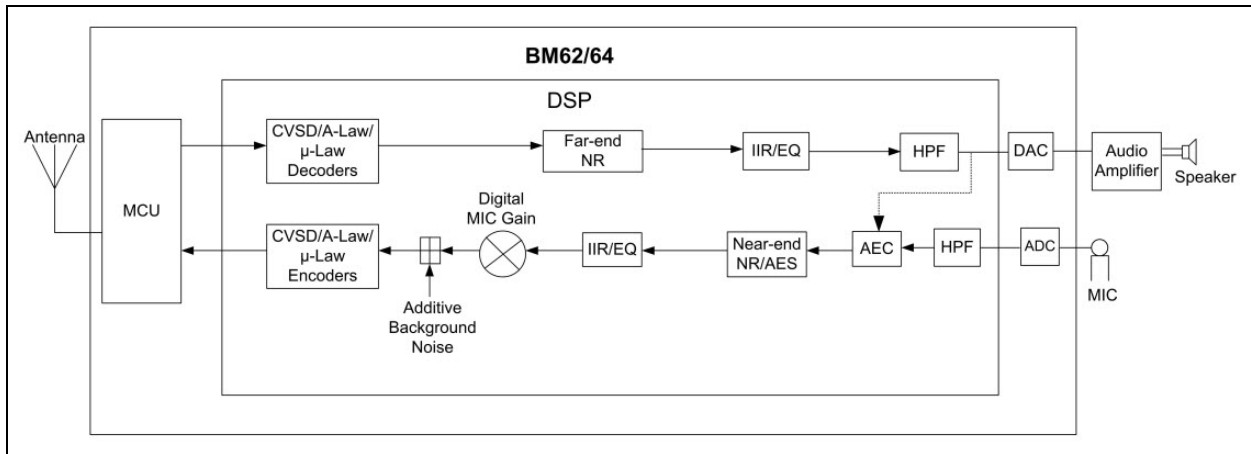 BM62/64
DSP
Antenna
MCU
CVSD/A-Law/
μ-Law
Decoders
Far-end
NR
IIR/EQ
HPF
DAC
Audio
Amplifier
Speaker
CVSD/A-Law/
μ-Law
Encoders
Digital
MIC Gain
IIR/EQ
Near-end
NR/AES
AEC
HPF
ADC
MIC
Additive
Background
Noise